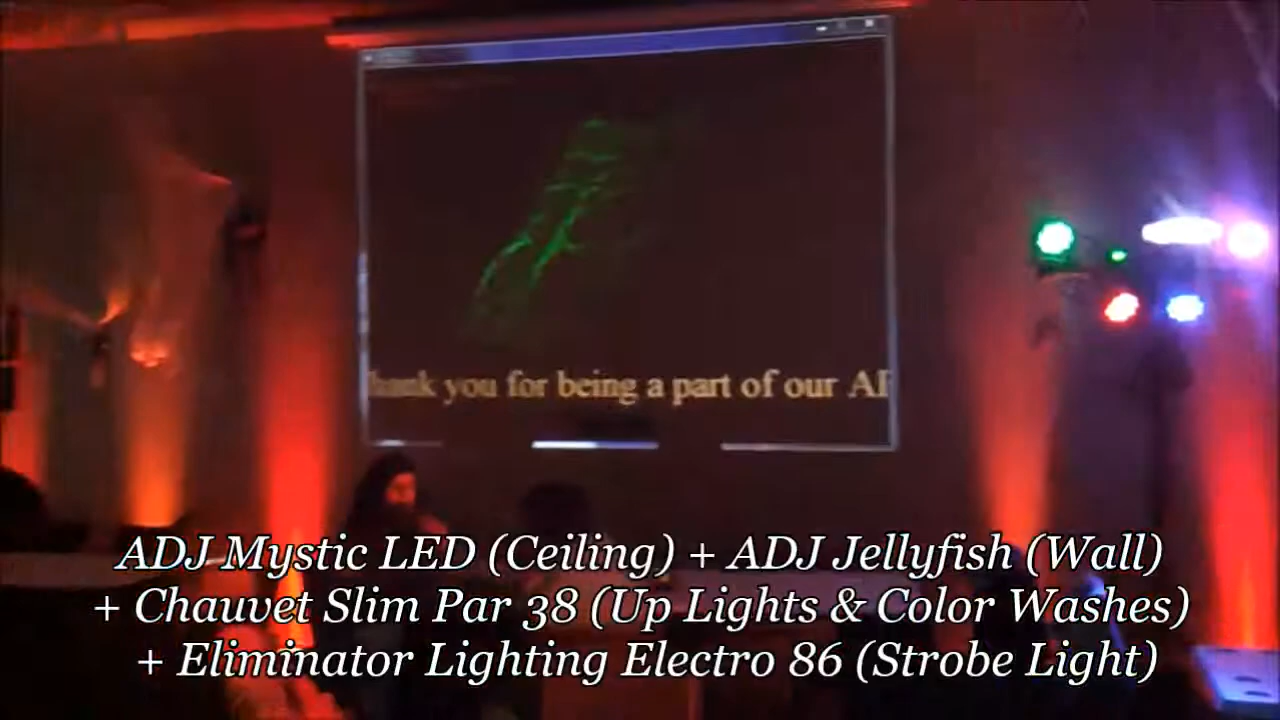 you for being a part of our
ADJ Mystic LED (Ceiling) + ADJ Jellyfish (Wall)
+ Chauvet Slim Par 38 (Up Lights & Color Washes)
+ Eliminator Lighting Electro 86 (Strobe Light)